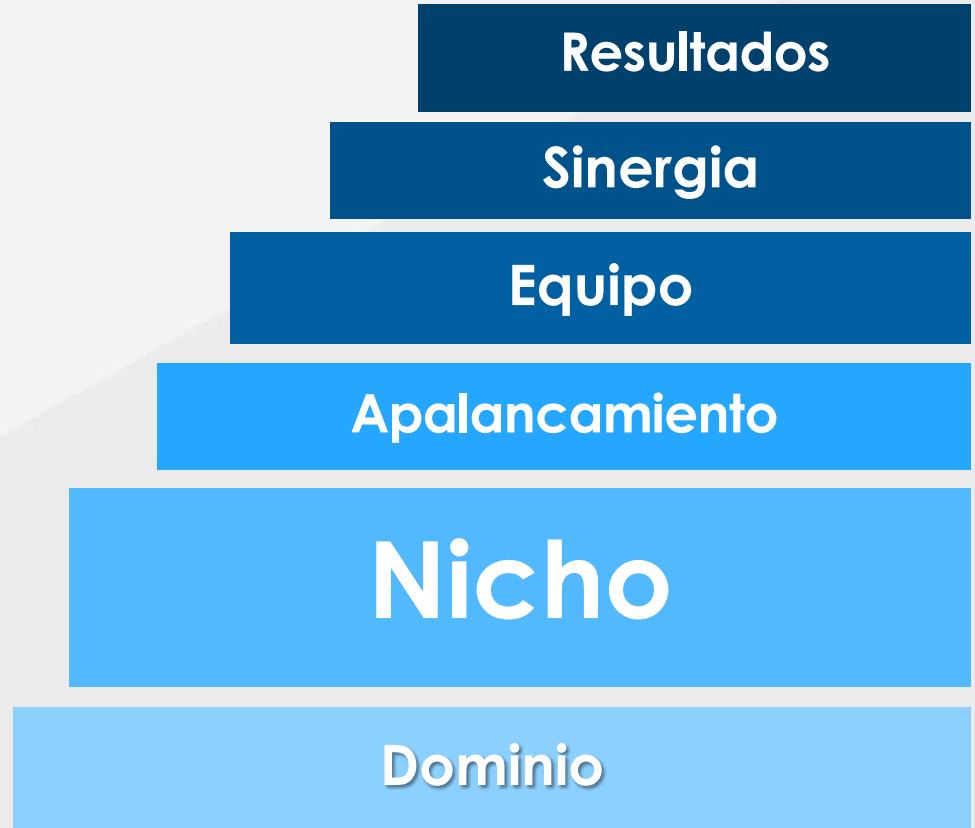 Resultados
Sinergia
Equipo
Apalancamiento
Nicho
Dominio